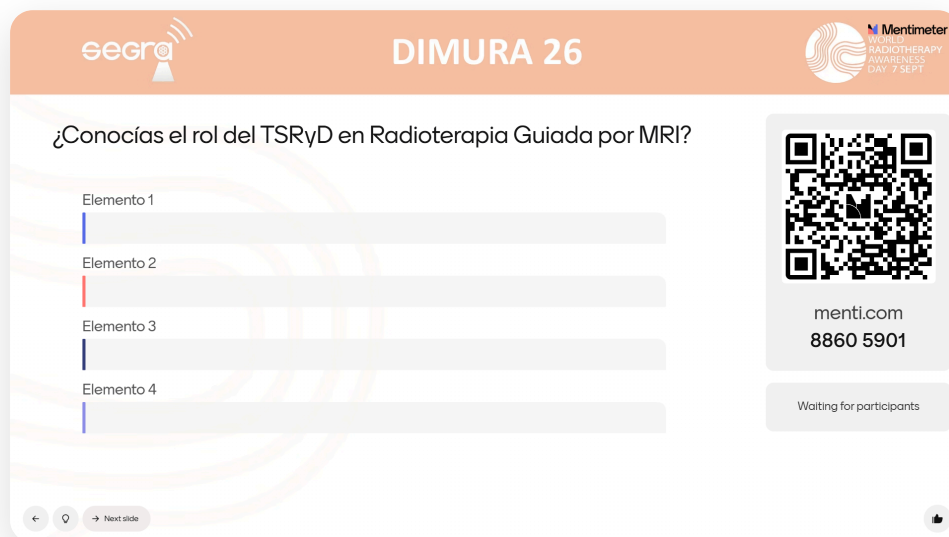 segra
DIMURA 26
Mentimeter
WORLD
RADIOTHERAPY
AWARENESS
DAY 7 SEPT
¿Conocías el rol del TSRyD en Radioterapia Guiada por MRI?
Elemento 1
Elemento 2
Elemento 3
Elemento 4
menti.com
8860 5901
Waiting for participants
Next slide